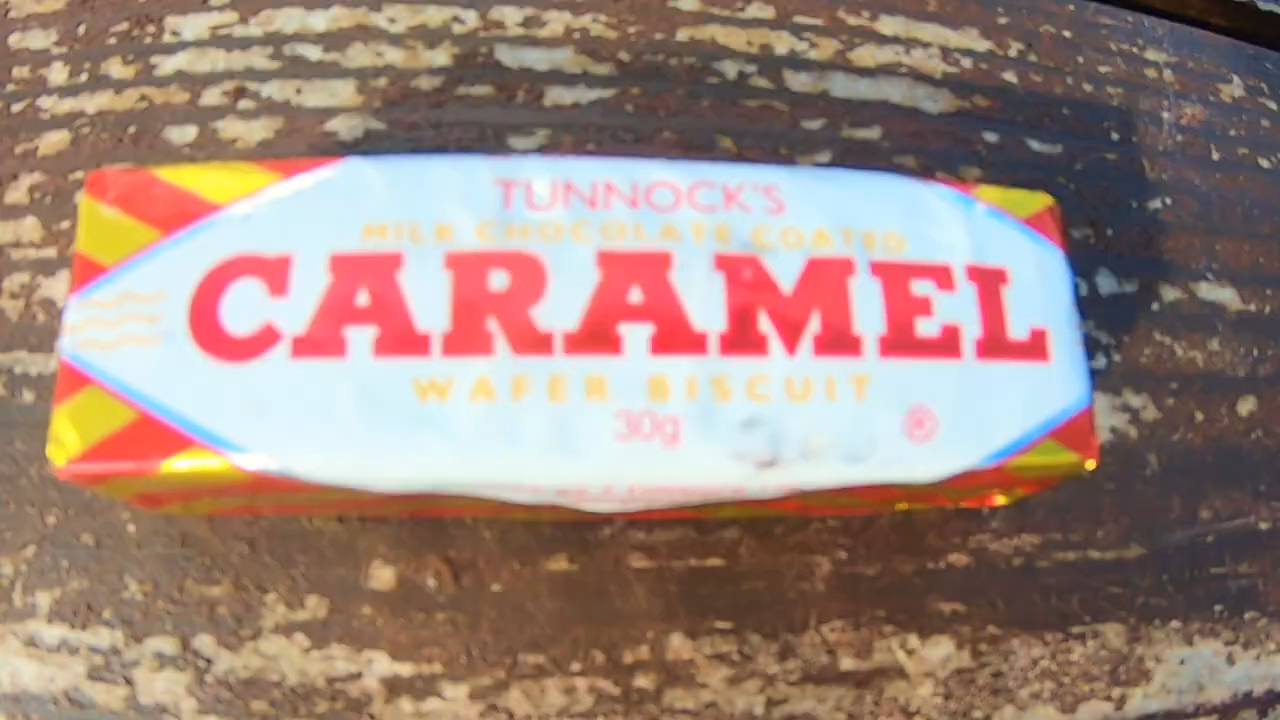 TUNNOCK'S
MILK CHOCOLATE COATED
CARAMEL
WAFER BISCUIT
30g
®